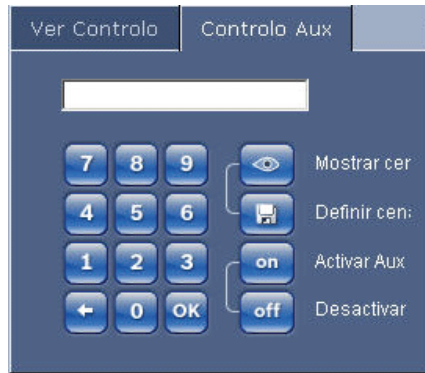 Ver Controlo Controlo Aux
7 8 9 Mostrar cer
4 5 6 Definir cen
1 2 3 on Activar Aux
0 OK off Desactivar